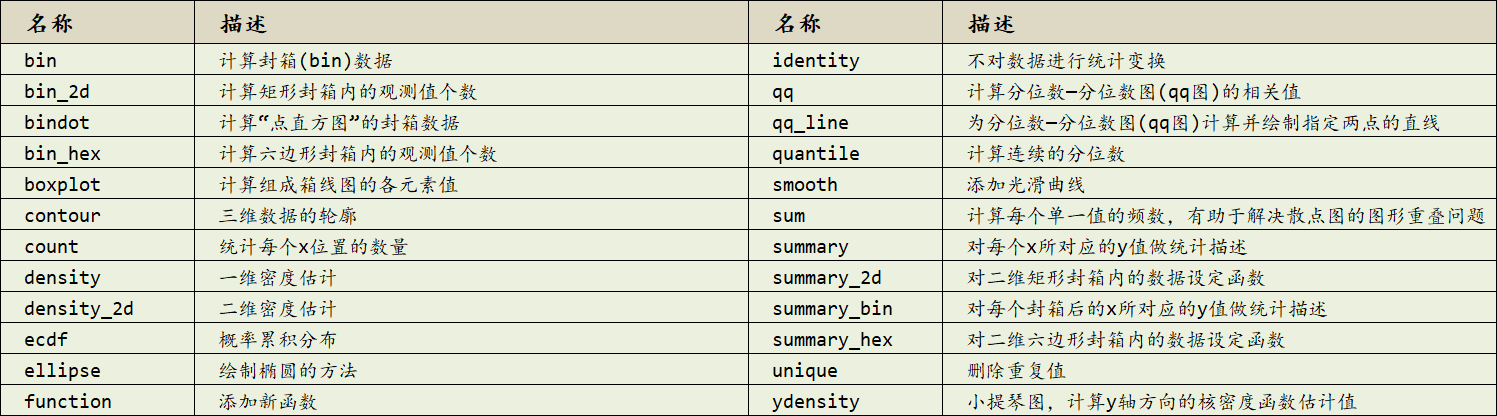 名称 描述 名称 描述
bin 计算封箱(bin)数据 identity 不对数据进行统计变换
bin_2d 计算矩形封箱内的观测值个数 qq 计算分位数—分位数图(qq图)的相关值
bindot 计算“点直方图”的封箱数据 qq_line 为分位数—分位数图(qq图)计算并绘制指定两点的直线
bin_hex 计算六边形封箱内的观测值个数 quantile 计算连续的分位数
boxplot 计算组成箱线图的各元素值 smooth 添加光滑曲线
contour 三维数据的轮廓 sum 计算每个单一值的频数，有助于解决散点图的图形重叠问题
count 统计每个x位置的数量 summary 对每个x所对应的y值做统计描述
density 一维密度估计 summary_2d 对二维矩形封箱内的数据设定函数
density_2d 二维密度估计 summary_bin 对每个封箱后的x所对应的y值做统计描述
ecdf 概率累积分布 summary_hex 对二维六边形封箱内的数据设定函数
ellipse 绘制椭圆的方法 unique 删除重复值
function 添加新函数 ydensity 小提琴图，计算y轴方向的核密度函数估计值